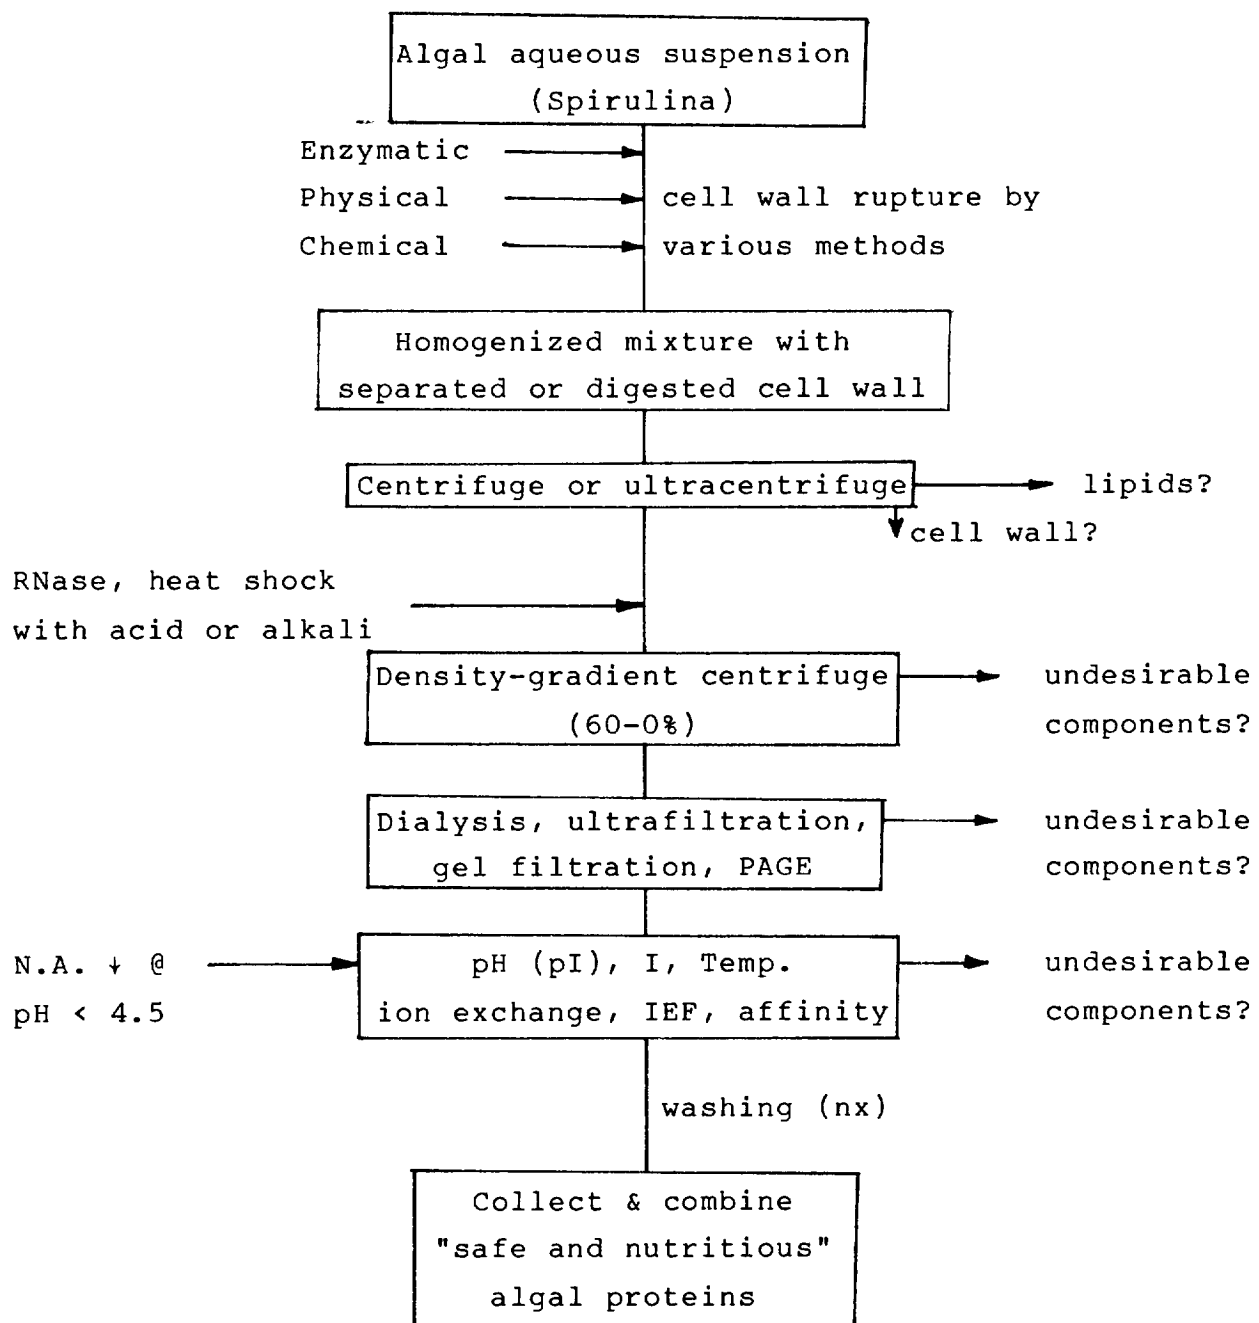 Algal aqueous suspension
(Spirulina)
Enzymatic
Physical
Chemical
cell wall rupture by
various methods
Homogenized mixture with
separated or digested cell wall
Centrifuge or ultracentrifuge
lipids?
cell wall?
RNase, heat shock
with acid or alkali
Density-gradient centrifuge
(60-0%)
undesirable
components?
Dialysis, ultrafiltration,
gel filtration, PAGE
undesirable
components?
N.A. ↓ @
pH < 4.5
pH (pI), I, Temp.
ion exchange, IEF, affinity
undesirable
components?
washing (nx)
Collect & combine
"safe and nutritious"
algal proteins